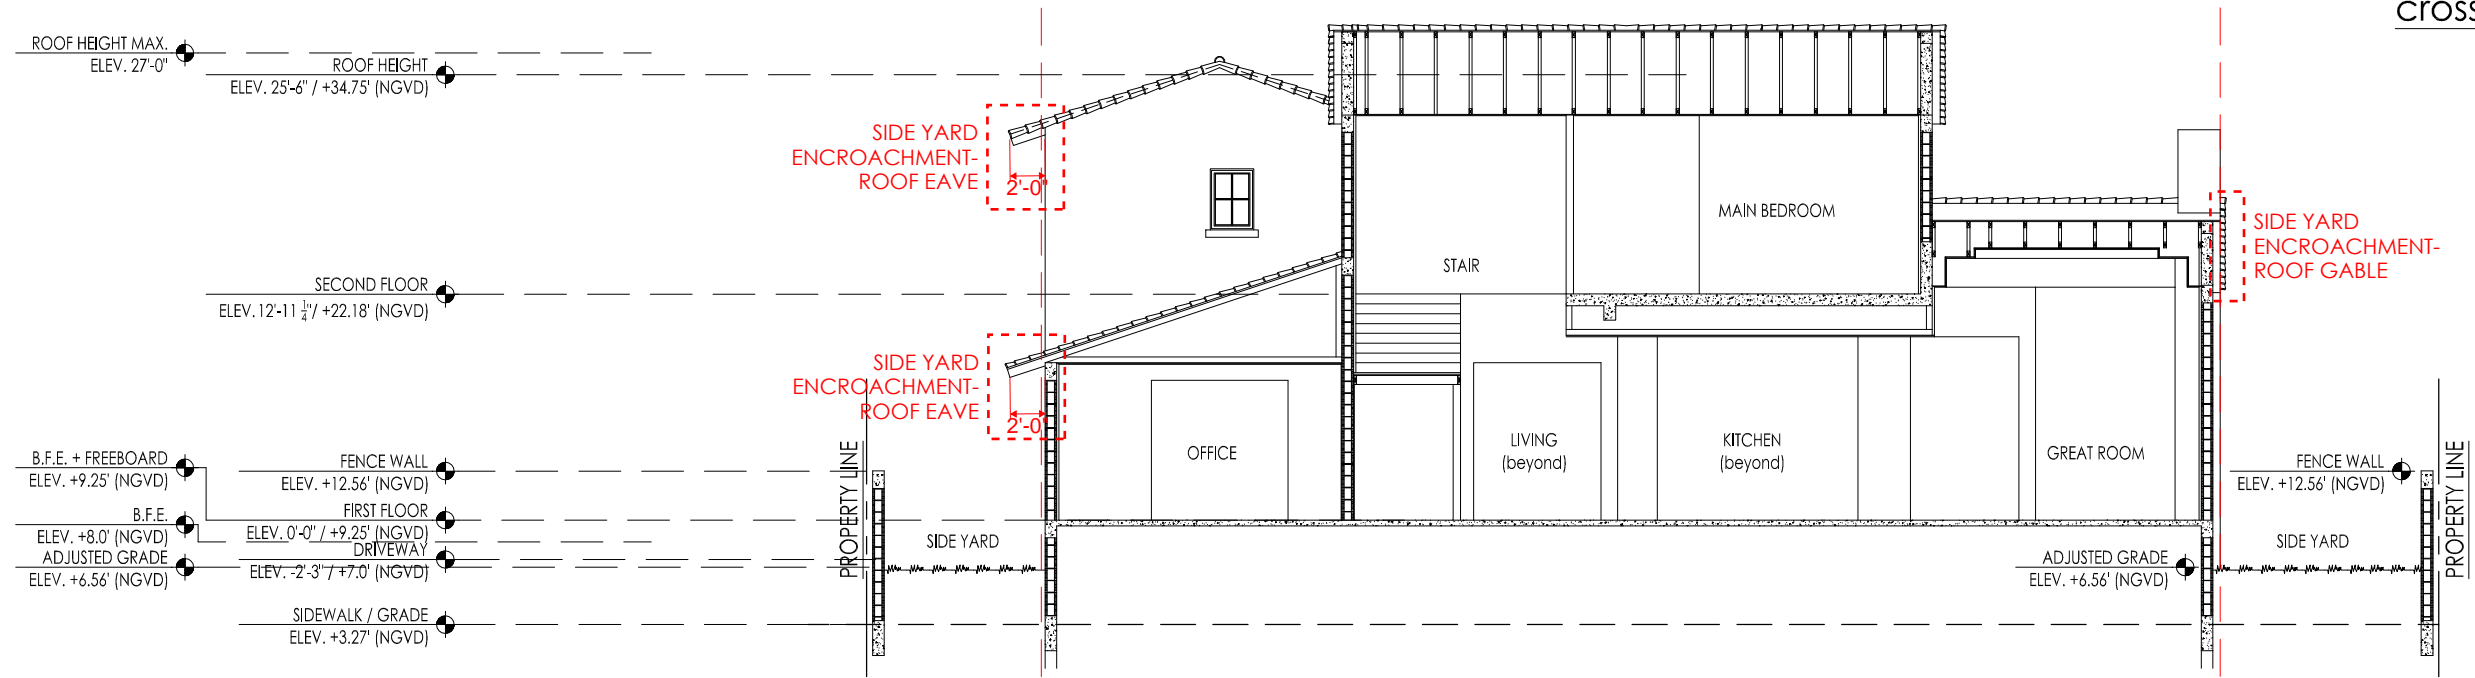 cross
ROOF HEIGHT MAX.
ELEV. 27'-0"
ROOF HEIGHT
ELEV. 25'-6" / +34.75' (NGVD)
SIDE YARD
ENCROACHMENT-
ROOF EAVE
2'-0"
MAIN BEDROOM
STAIR
SIDE YARD
ENCROACHMENT-
ROOF GABLE
SECOND FLOOR
ELEV. 12'-11 1/4"/ +22.18' (NGVD)
SIDE YARD
ENCROACHMENT-
ROOF EAVE
2'-0"
OFFICE
LIVING
(beyond)
KITCHEN
(beyond)
GREAT ROOM
B.F.E. + FREEBOARD
ELEV. +9.25' (NGVD)
FENCE WALL
ELEV. +12.56' (NGVD)
B.F.E.
ELEV. +8.0' (NGVD)
FIRST FLOOR
ELEV. 0'-0" / +9.25' (NGVD)
ADJUSTED GRADE
ELEV. +6.56' (NGVD)
DRIVEWAY
ELEV. -2'-3" / +7.0' (NGVD)
SIDEWALK / GRADE
ELEV. +3.27' (NGVD)
PROPERTY LINE
SIDE YARD
ADJUSTED GRADE
ELEV. +6.56' (NGVD)
FENCE WALL
ELEV. +12.56' (NGVD)
SIDE YARD
PROPERTY LINE